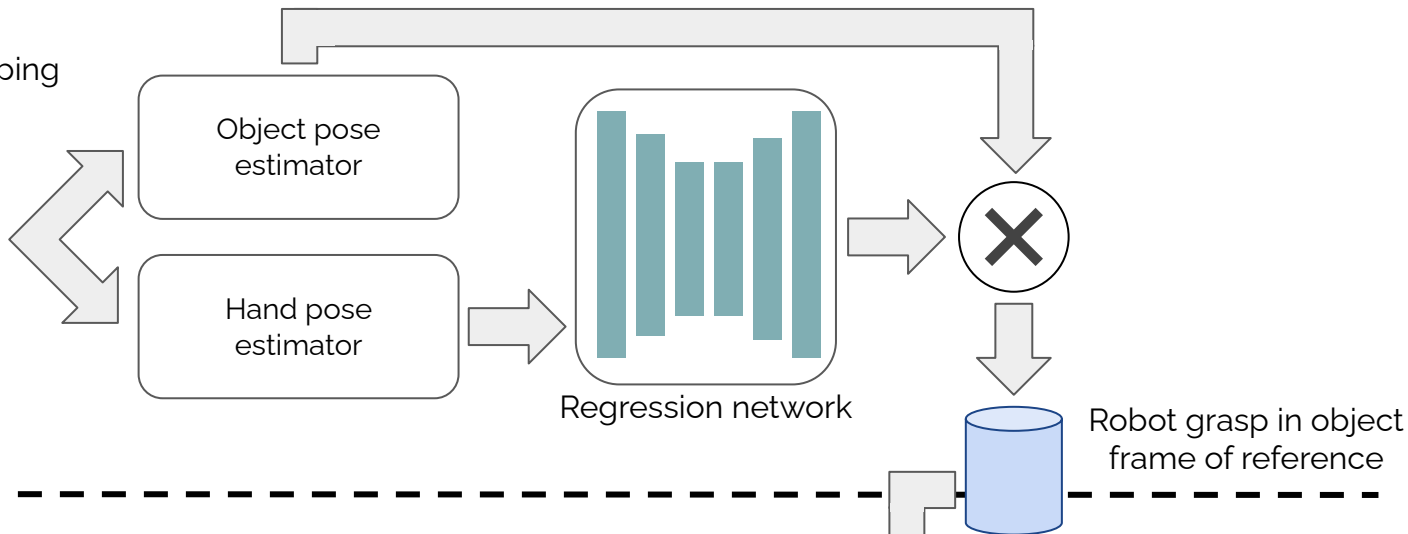 Object pose
estimator
Hand pose
estimator
Regression network
Robot grasp in object
frame of reference